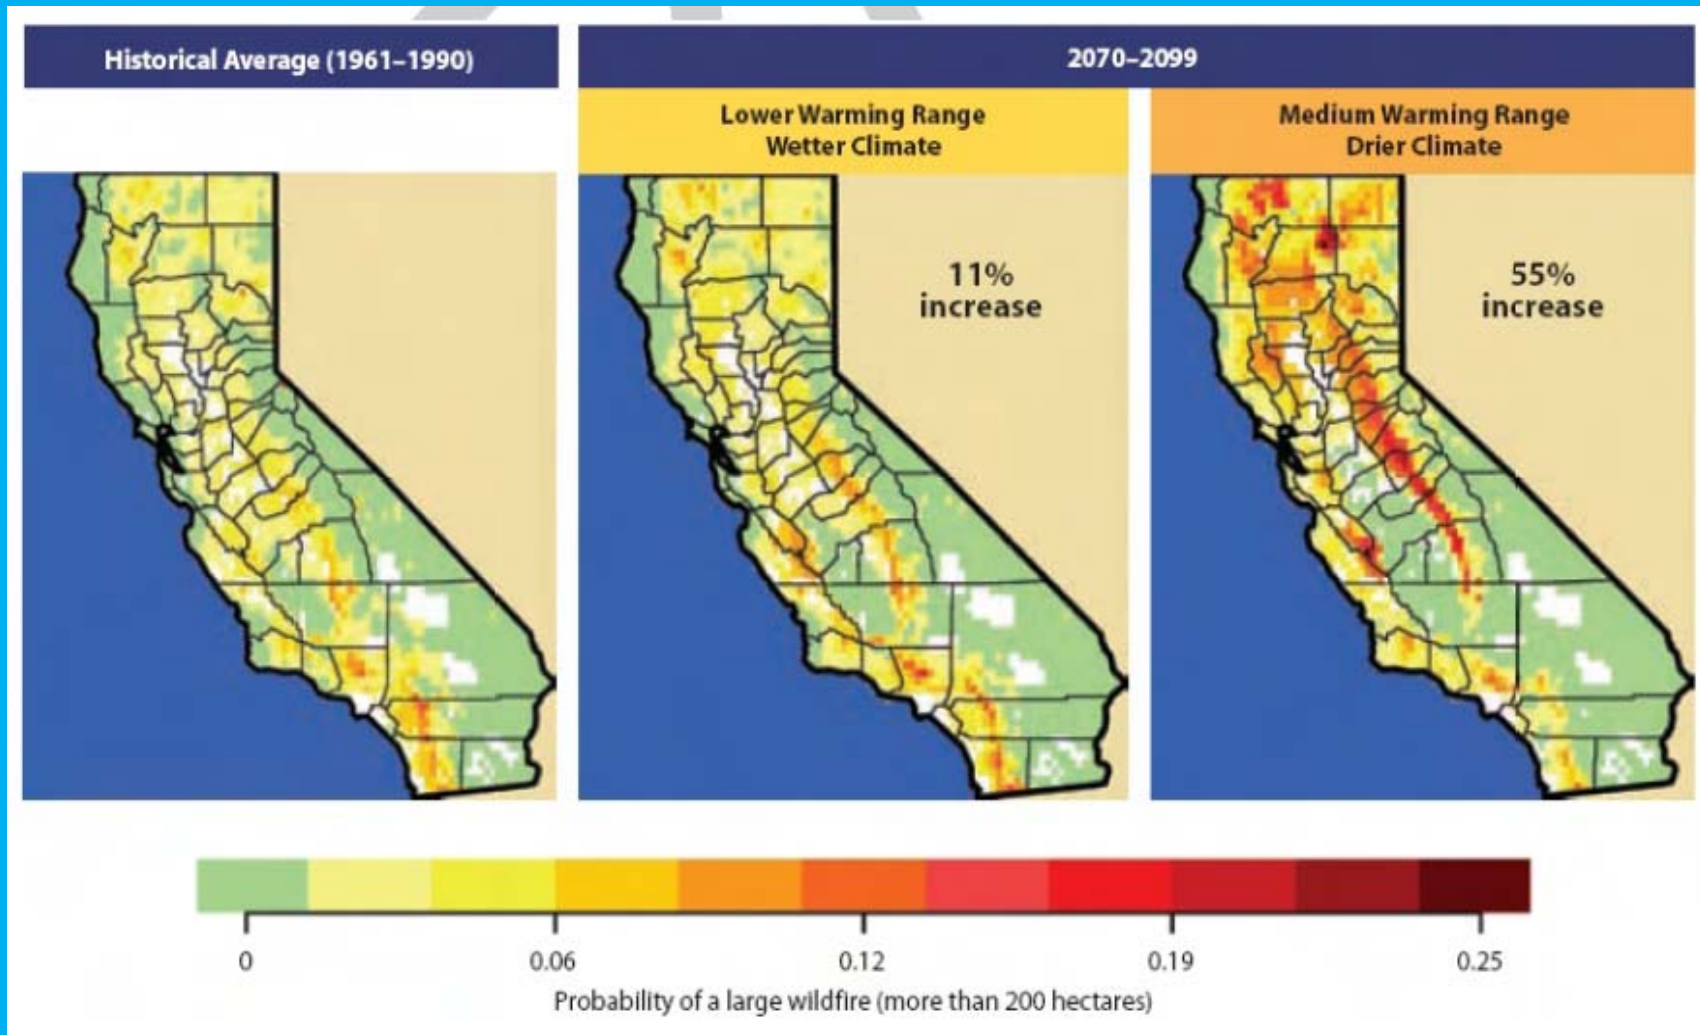 Historical Average (1961–1990)
2070–2099
Lower Warming Range
Wetter Climate
Medium Warming Range
Drier Climate
11%
increase
55%
increase
0
0.06
0.12
0.19
0.25
Probability of a large wildfire (more than 200 hectares)